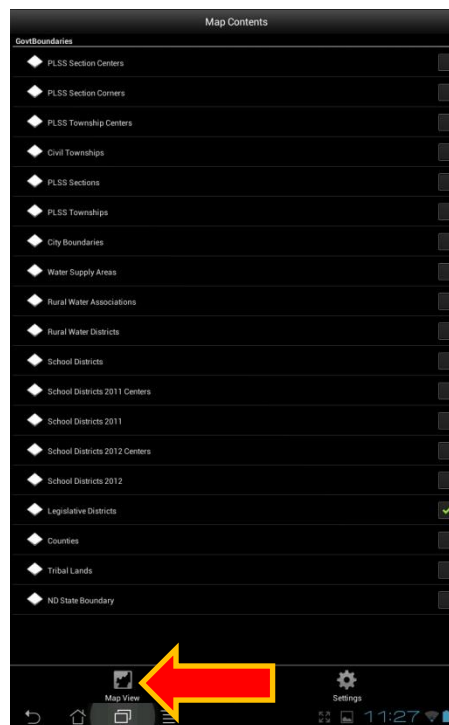 Map Contents
GovtBoundaries
PLSS Section Centers
PLSS Section Corners
PLSS Township Centers
Civil Townships
PLSS Sections
PLSS Townships
City Boundaries
Water Supply Areas
Rural Water Associations
Rural Water Districts
School Districts
School Districts 2011 Centers
School Districts 2011
School Districts 2012 Centers
School Districts 2012
Legislative Districts
Counties
Tribal Lands
ND State Boundary
Map View
Settings
11:27